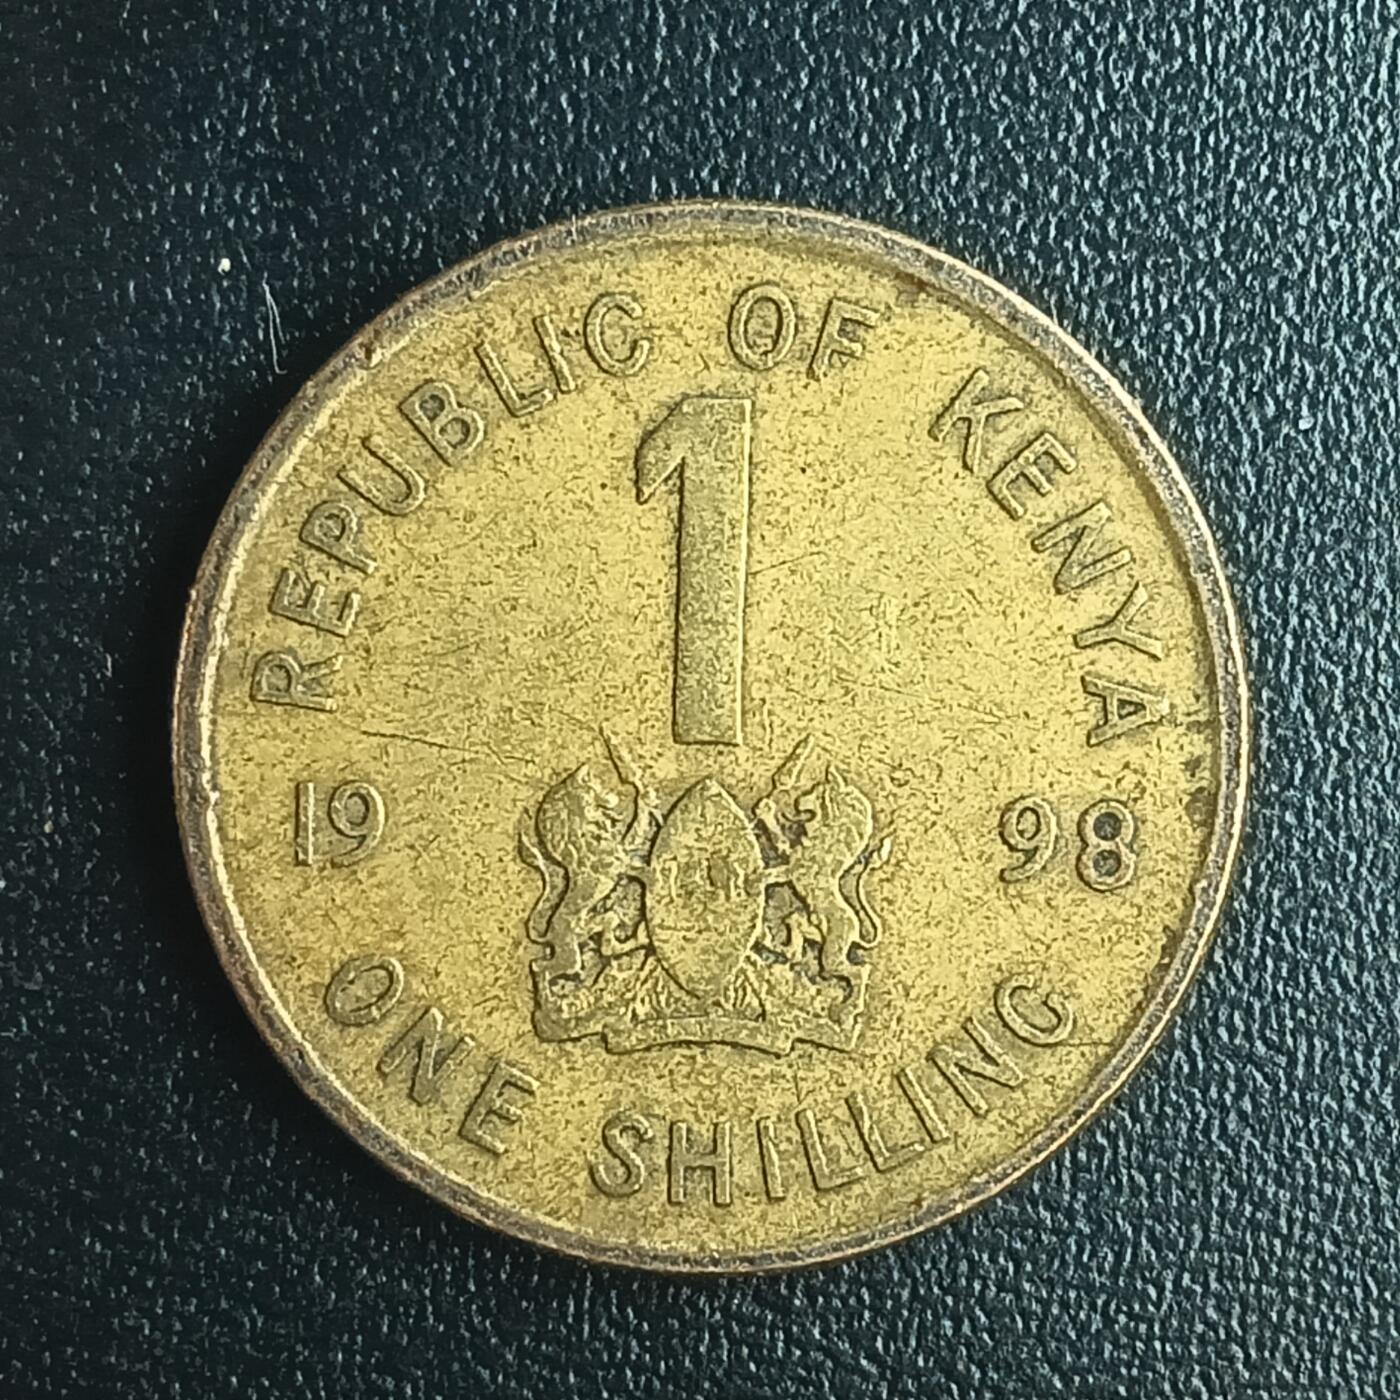 REPUBLIC OF KENYA
1
19 98
ONE SHILLING